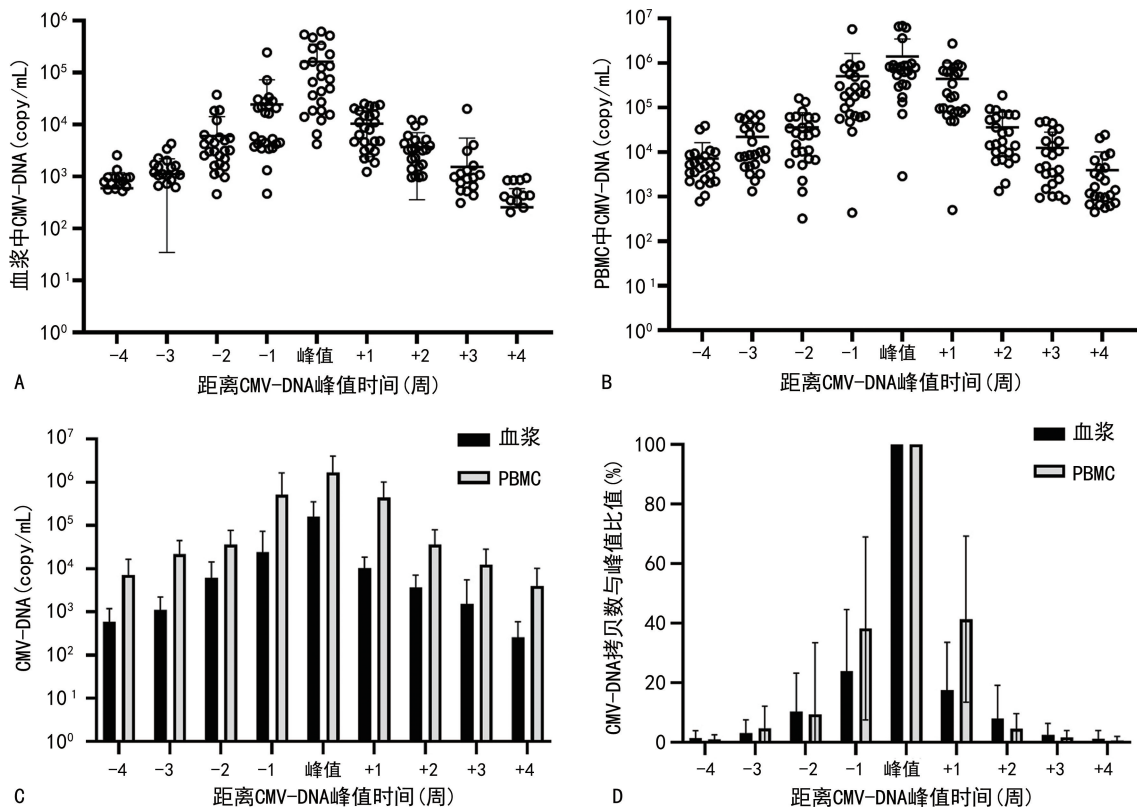 血浆中CMV-DNA(copy/mL)
10⁶
10⁵
10⁴
10³
10²
10¹
10⁰
-4 -3 -2 -1 峰值 +1 +2 +3 +4
A 距离CMV-DNA峰值时间(周)
PBMC中CMV-DNA(copy/mL)
10⁷
10⁶
10⁵
10⁴
10³
10²
10¹
10⁰
-4 -3 -2 -1 峰值 +1 +2 +3 +4
B 距离CMV-DNA峰值时间(周)
CMV-DNA(copy/mL)
10⁷
10⁶
10⁵
10⁴
10³
10²
10¹
10⁰
血浆
PBMC
-4 -3 -2 -1 峰值 +1 +2 +3 +4
C 距离CMV-DNA峰值时间(周)
CMV-DNA拷贝数与峰值比值(%)
100
80
60
40
20
0
血浆
PBMC
-4 -3 -2 -1 峰值 +1 +2 +3 +4
D 距离CMV-DNA峰值时间(周)